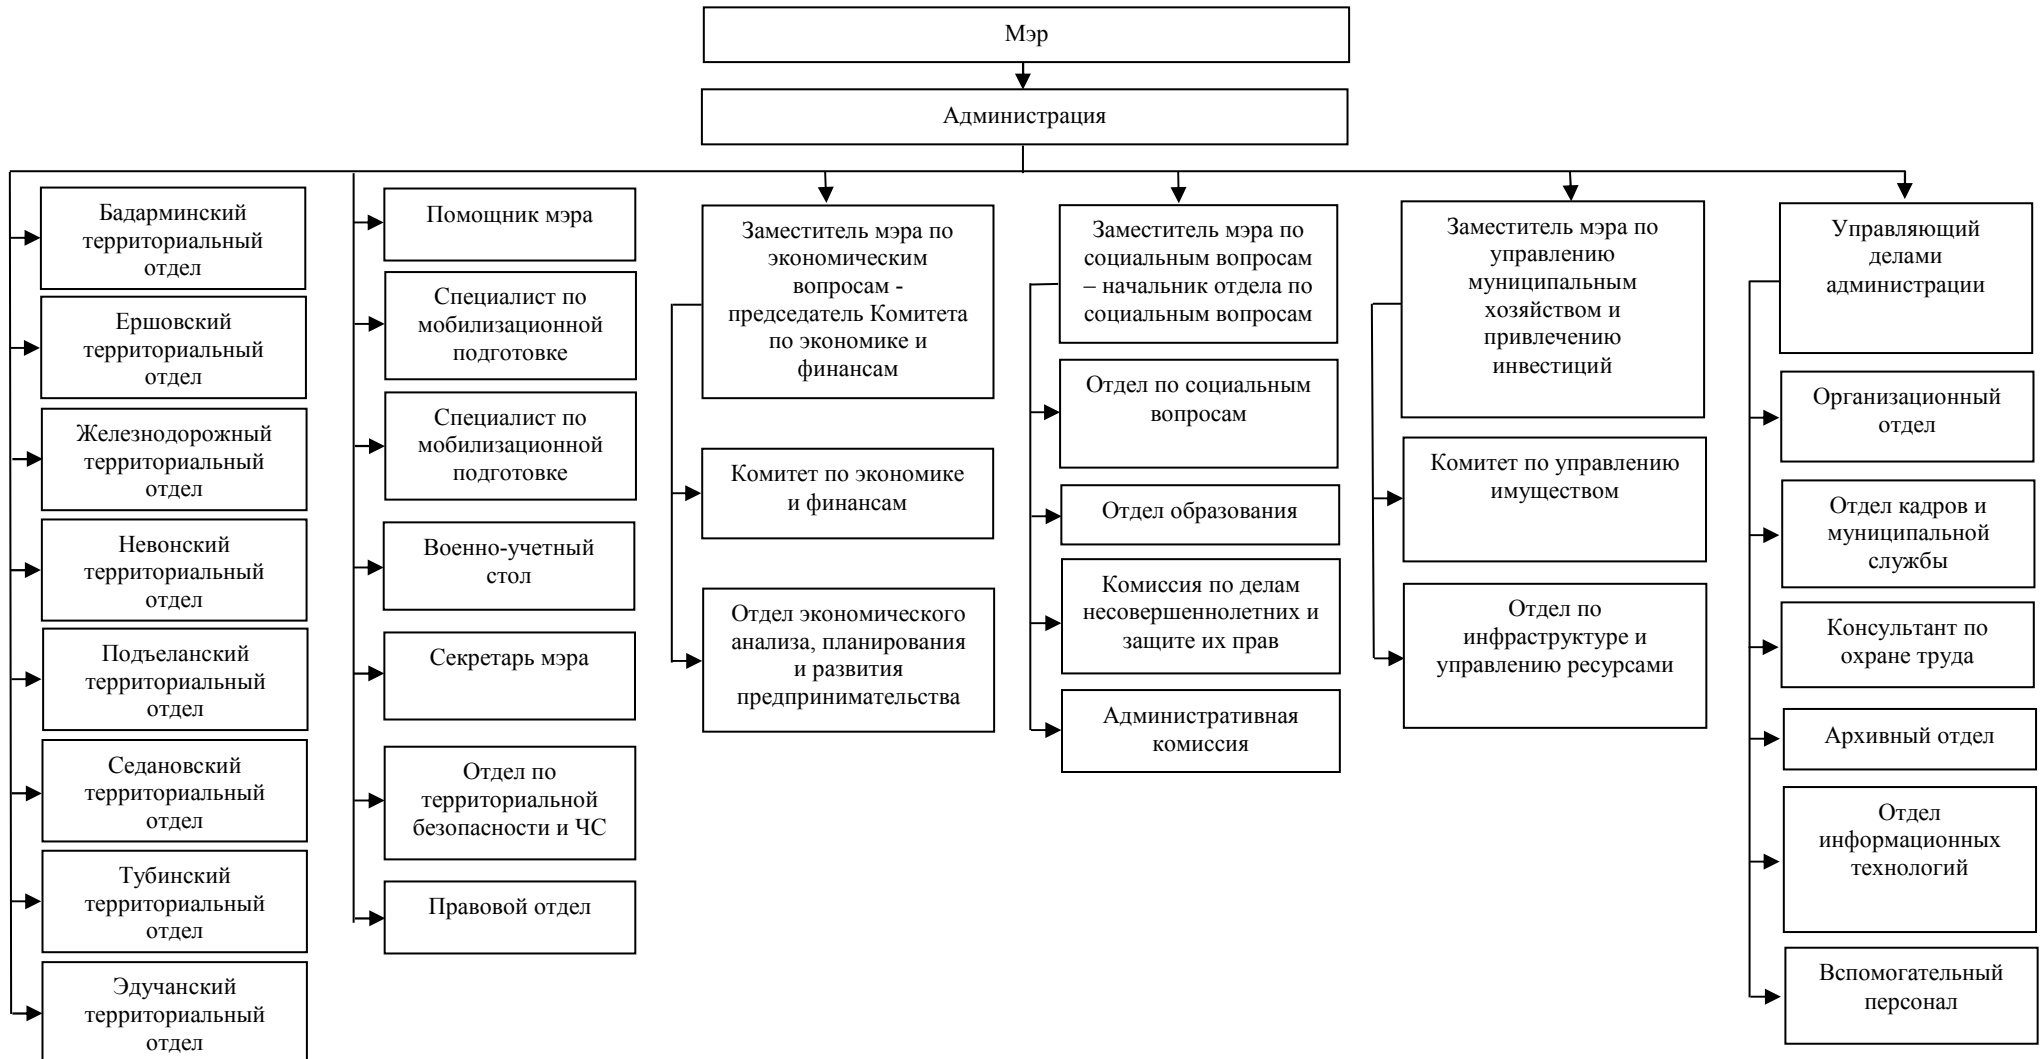 Мэр
Администрация
Бадарминский
территориальный
отдел
Ершовский
территориальный
отдел
Железнодорожный
территориальный
отдел
Невонский
территориальный
отдел
Подъеланский
территориальный
отдел
Седановский
территориальный
отдел
Тубинский
территориальный
отдел
Эдучанский
территориальный
отдел
Помощник мэра
Специалист по
мобилизационной
подготовке
Специалист по
мобилизационной
подготовке
Военно-учетный
стол
Секретарь мэра
Отдел по
территориальной
безопасности и ЧС
Правовой отдел
Заместитель мэра по
экономическим
вопросам -
председатель Комитета
по экономике и
финансам
Комитет по экономике
и финансам
Отдел экономического
анализа, планирования
и развития
предпринимательства
Заместитель мэра по
социальным вопросам
– начальник отдела по
социальным вопросам
Отдел по социальным
вопросам
Отдел образования
Комиссия по делам
несовершеннолетних и
защите их прав
Административная
комиссия
Заместитель мэра по
управлению
муниципальным
хозяйством и
привлечению
инвестиций
Комитет по управлению
имуществом
Отдел по
инфраструктуре и
управлению ресурсами
Управляющий
делами
администрации
Организационный
отдел
Отдел кадров и
муниципальной
службы
Консультант по
охране труда
Архивный отдел
Отдел
информационных
технологий
Вспомогательный
персонал